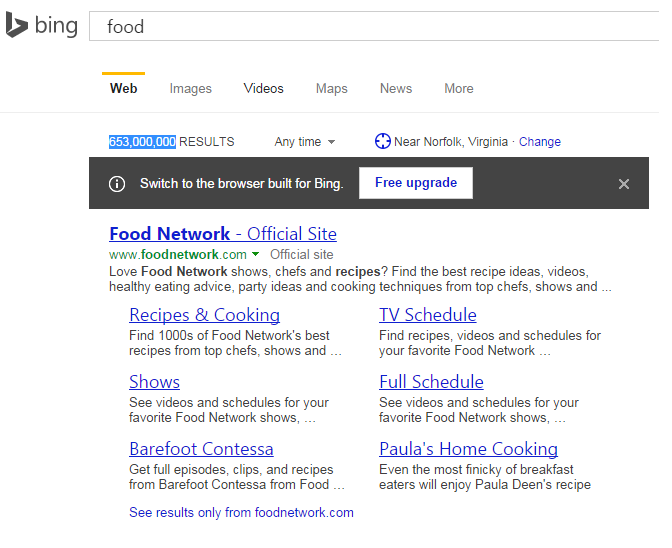 bing food
Web Images Videos Maps News More
653,000,000 RESULTS Any time Near Norfolk, Virginia · Change
Switch to the browser built for Bing. Free upgrade
Food Network - Official Site
www.foodnetwork.com Official site
Love Food Network shows, chefs and recipes? Find the best recipe ideas, videos,
healthy eating advice, party ideas and cooking techniques from top chefs, shows and ...
Recipes & Cooking
Find 1000s of Food Network's best
recipes from top chefs, shows and ...
TV Schedule
Find recipes, videos and schedules for
your favorite Food Network ...
Shows
See videos and schedules for your
favorite Food Network shows, ...
Full Schedule
See videos and schedules for your
favorite Food Network shows, ...
Barefoot Contessa
Get full episodes, clips, and recipes
from Barefoot Contessa from Food ...
Paula's Home Cooking
Even the most finicky of breakfast
eaters will enjoy Paula Deen's recipe
See results only from foodnetwork.com